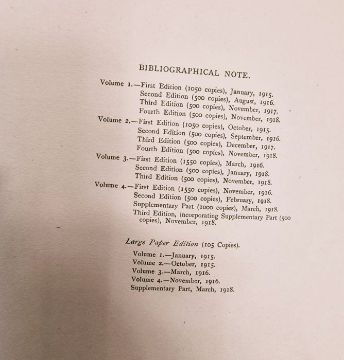 BIBLIOGRAPHICAL NOTE.
Volume 1.—First Edition (1050 copies), January, 1915.
Second Edition (500 copies), August, 1916.
Third Edition (500 copies), November, 1917.
Fourth Edition (500 copies), November, 1918.
Volume 2.—First Edition (1050 copies), October, 1915.
Second Edition (500 copies), September, 1916.
Third Edition (500 copies), December, 1917.
Fourth Edition (500 copies), November, 1918.
Volume 3.—First Edition (1550 copies), March, 1916.
Second Edition (500 copies), January, 1918.
Third Edition (500 copies), November, 1918.
Volume 4.—First Edition (1550 copies), November, 1916.
Second Edition (500 copies), February, 1918.
Supplementary Part (2000 copies), March, 1918.
Third Edition, incorporating Supplementary Part (500
copies), November, 1918.
Large Paper Edition (105 Copies).
Volume 1.—January, 1915.
Volume 2.—October, 1915.
Volume 3.—March, 1916.
Volume 4.—November, 1916.
Supplementary Part, March, 1918.